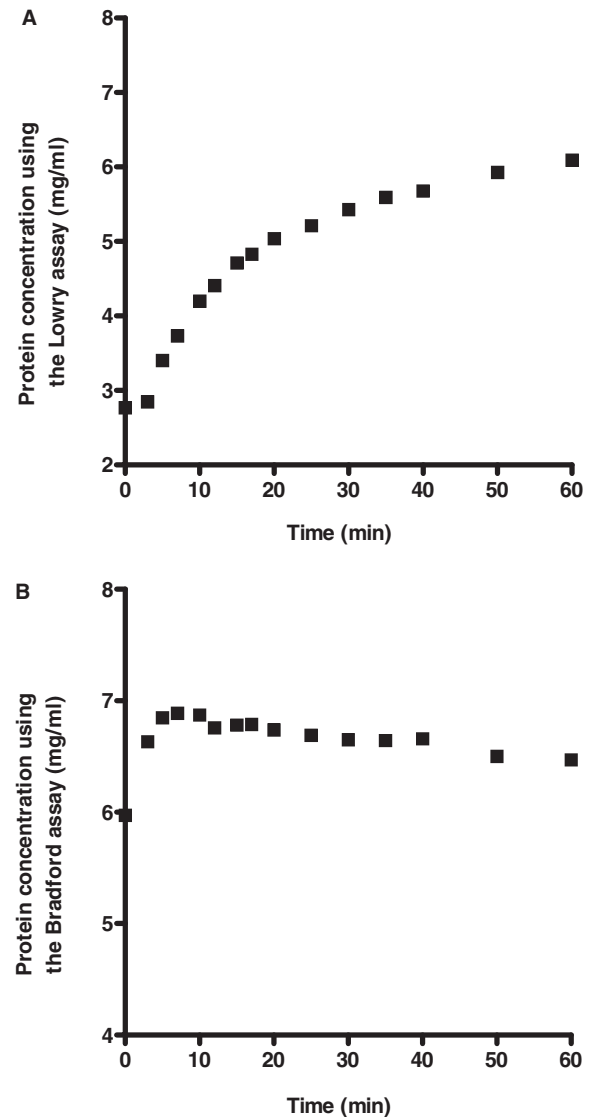 A
Protein concentration using
the Lowry assay (mg/ml)
8
7
6
5
4
3
2
0 10 20 30 40 50 60
Time (min)
B
Protein concentration using
the Bradford assay (mg/ml)
8
7
6
5
4
0 10 20 30 40 50 60
Time (min)